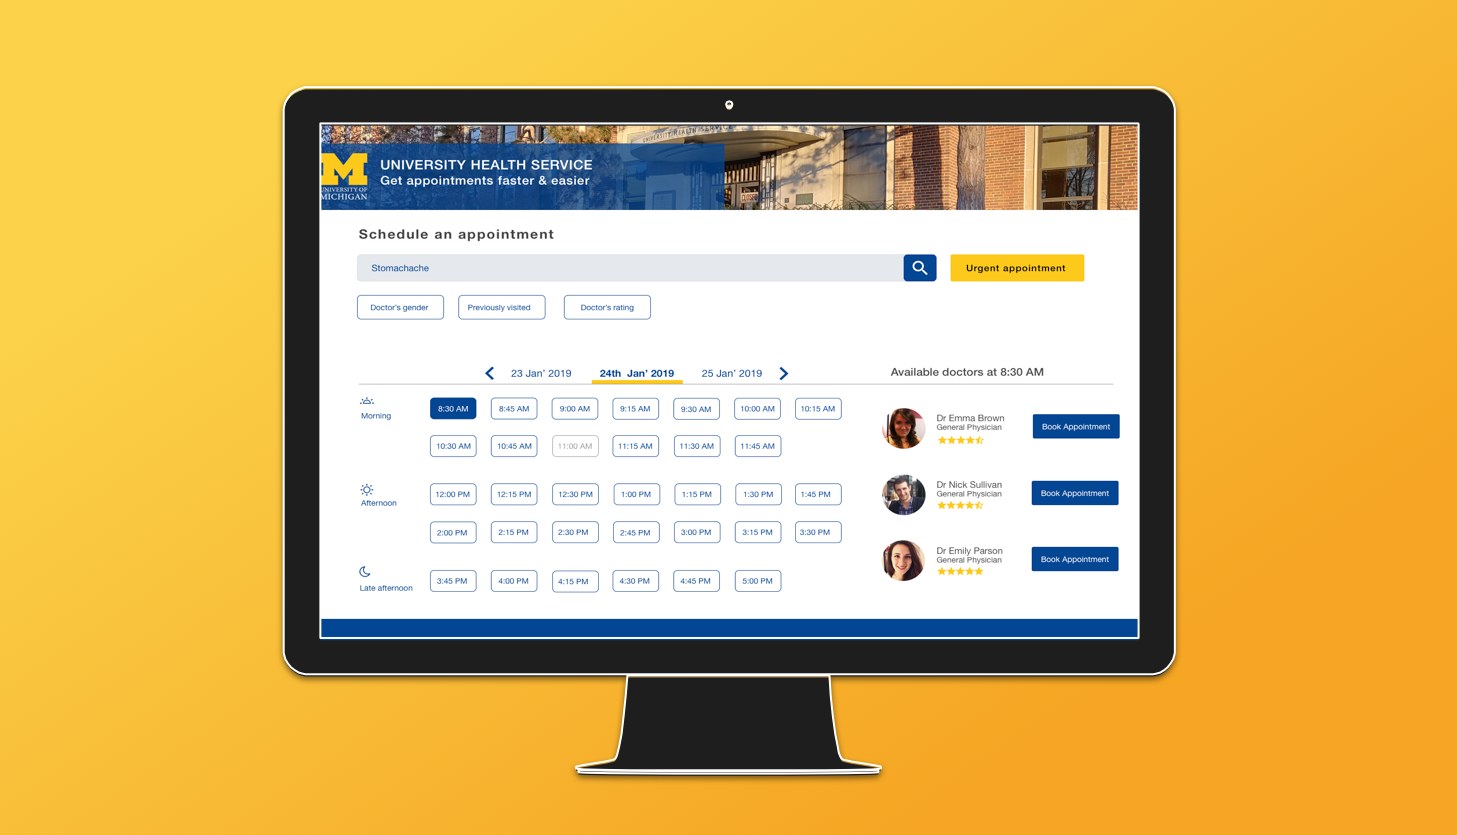 UNIVERSITY HEALTH SERVICE
M
UNIVERSITY OF
MICHIGAN
UNIVERSITY HEALTH SERVICE
Get appointments faster & easier
Schedule an appointment
Stomachache
Urgent appointment
Doctor's gender
Previously visited
Doctor's rating
23 Jan' 2019
24th Jan' 2019
25 Jan' 2019
Available doctors at 8:30 AM
Morning
8:30 AM
8:45 AM
9:00 AM
9:15 AM
9:30 AM
10:00 AM
10:15 AM
10:30 AM
10:45 AM
11:00 AM
11:15 AM
11:30 AM
11:45 AM
Afternoon
12:00 PM
12:15 PM
12:30 PM
1:00 PM
1:15 PM
1:30 PM
1:45 PM
2:00 PM
2:15 PM
2:30 PM
2:45 PM
3:00 PM
3:15 PM
3:30 PM
Late afternoon
3:45 PM
4:00 PM
4:15 PM
4:30 PM
4:45 PM
5:00 PM
Dr Emma Brown
General Physician
Book Appointment
Dr Nick Sullivan
General Physician
Book Appointment
Dr Emily Parson
General Physician
Book Appointment